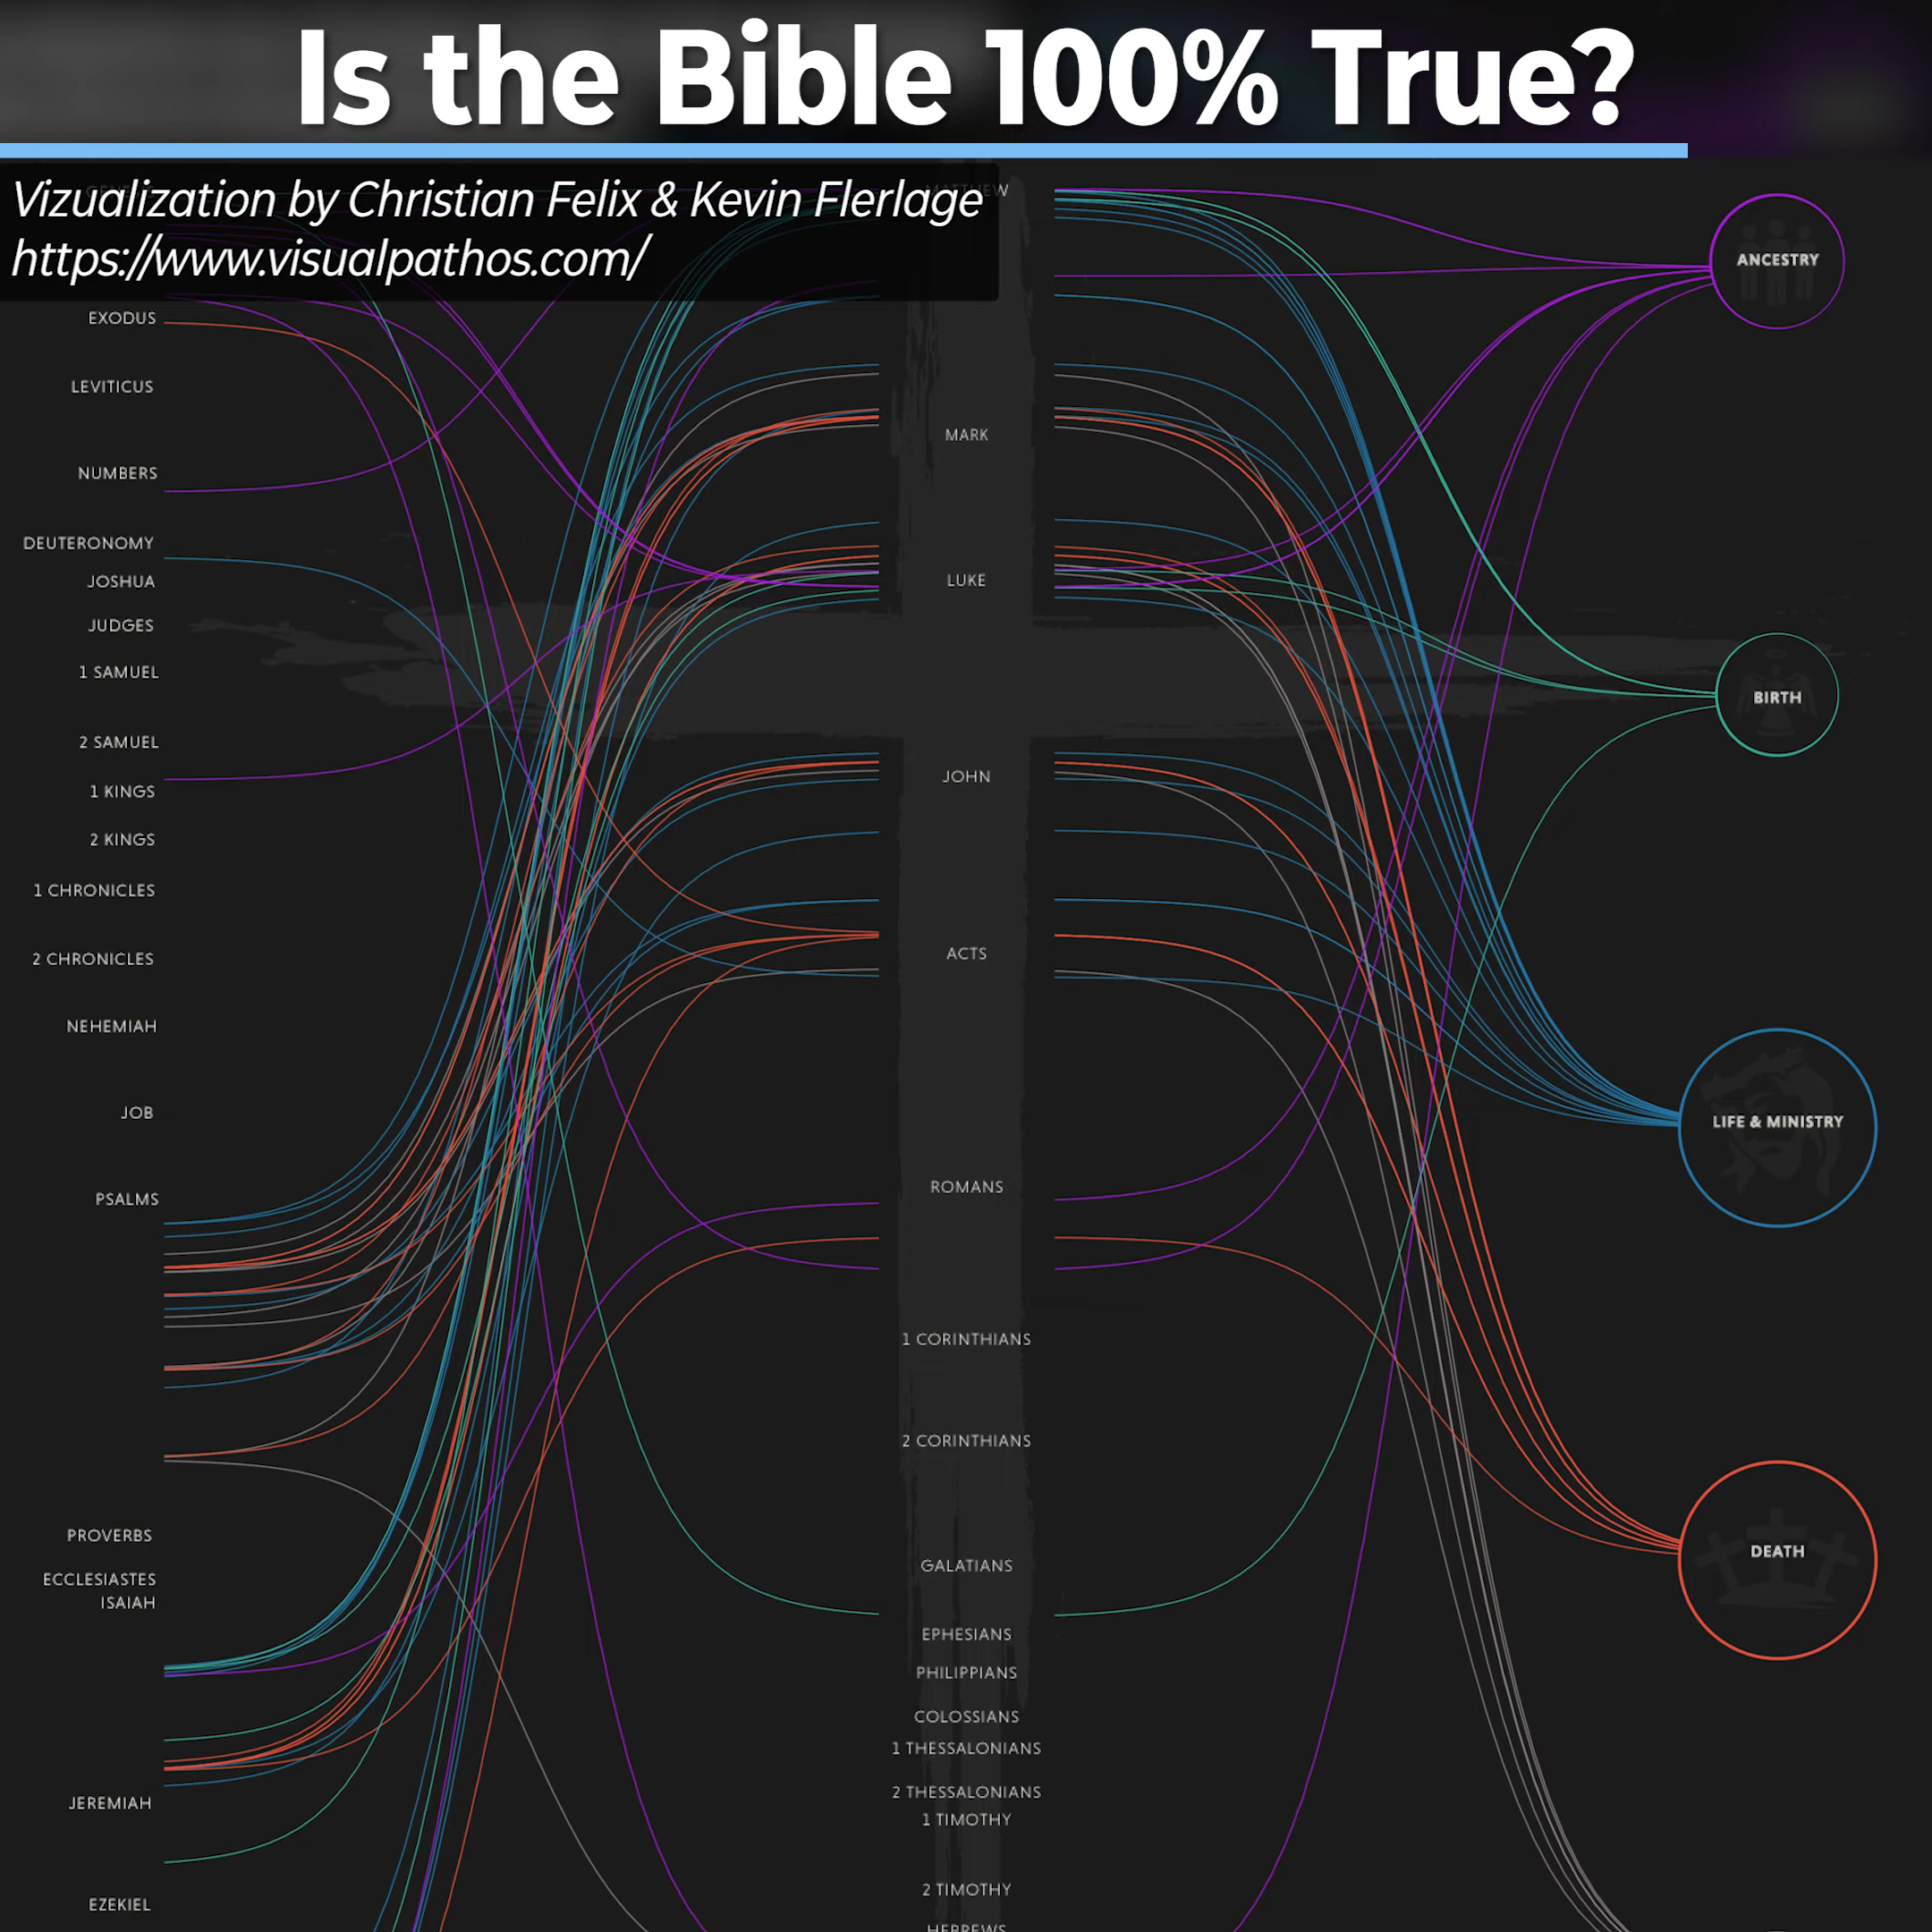 Is the Bible 100% True?
Vizualization by Christian Felix & Kevin Flerlage
https://www.visualpathos.com/
EXODUS
LEVITICUS
NUMBERS
DEUTERONOMY
JOSHUA
JUDGES
1 SAMUEL
2 SAMUEL
1 KINGS
2 KINGS
1 CHRONICLES
2 CHRONICLES
NEHEMIAH
JOB
PSALMS
PROVERBS
ECCLESIASTES
ISAIAH
JEREMIAH
EZEKIEL
MATTHEW
MARK
LUKE
JOHN
ACTS
ROMANS
1 CORINTHIANS
2 CORINTHIANS
GALATIANS
EPHESIANS
PHILIPPIANS
COLOSSIANS
1 THESSALONIANS
2 THESSALONIANS
1 TIMOTHY
2 TIMOTHY
HEBREWS
ANCESTRY
BIRTH
LIFE & MINISTRY
DEATH